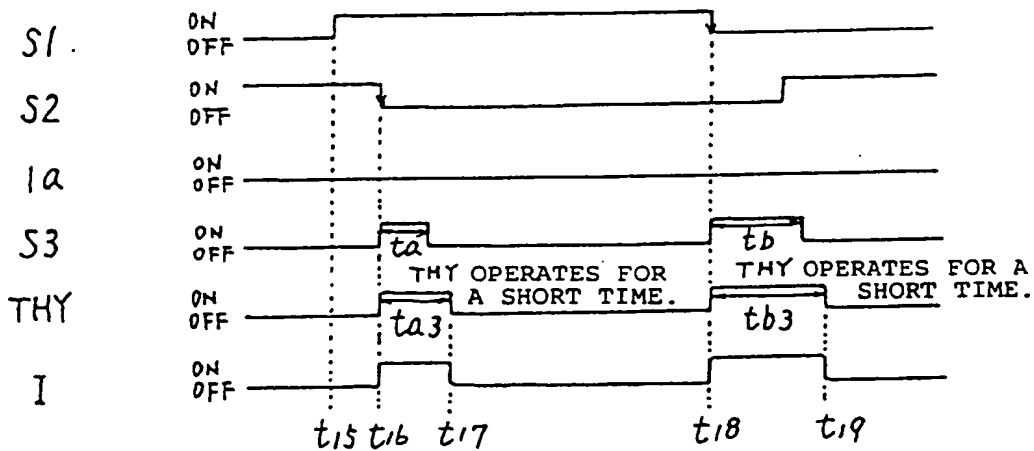 S1. ON
OFF
S2 ON
OFF
1a ON
OFF
S3 ON
OFF
ta tb
THY OPERATES FOR A SHORT TIME.
THY OPERATES FOR A SHORT TIME.
THY ON
OFF
ta3 tb3
I ON
OFF
t15 t16 t17 t18 t19